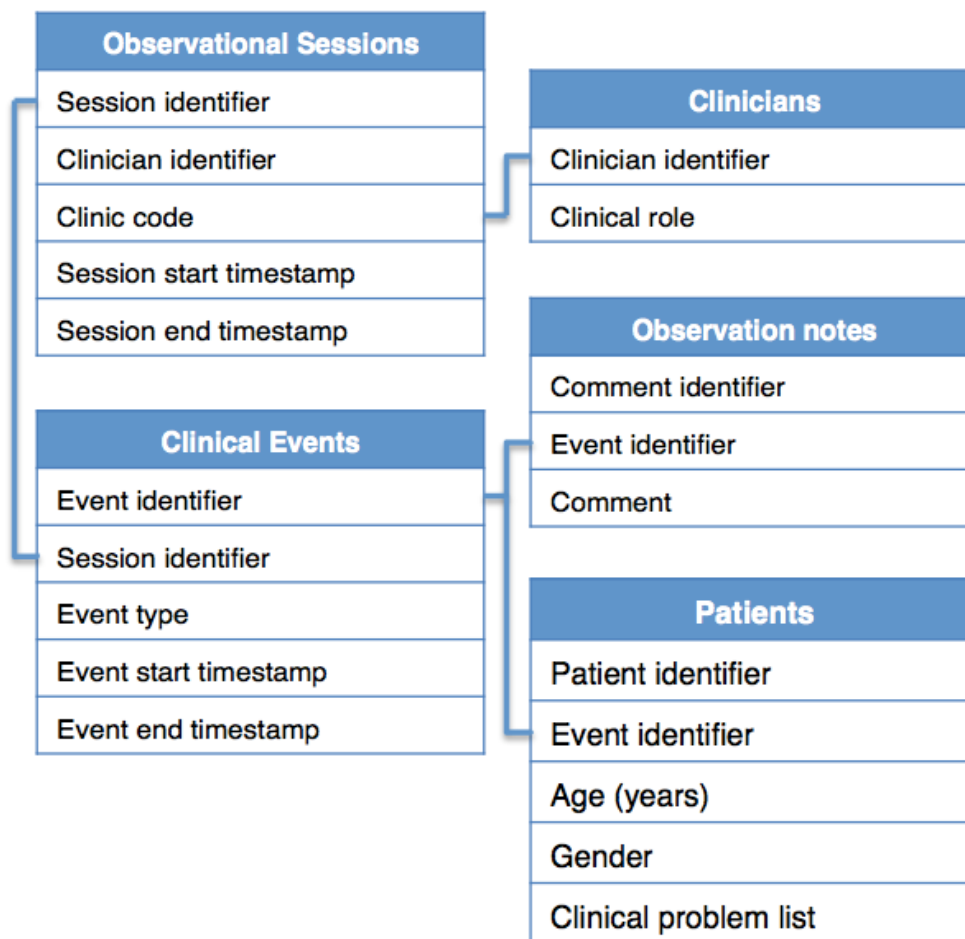 Observational Sessions
Session identifier
Clinician identifier
Clinic code
Session start timestamp
Session end timestamp
Clinicians
Clinician identifier
Clinical role
Observation notes
Comment identifier
Event identifier
Comment
Clinical Events
Event identifier
Session identifier
Event type
Event start timestamp
Event end timestamp
Patients
Patient identifier
Event identifier
Age (years)
Gender
Clinical problem list